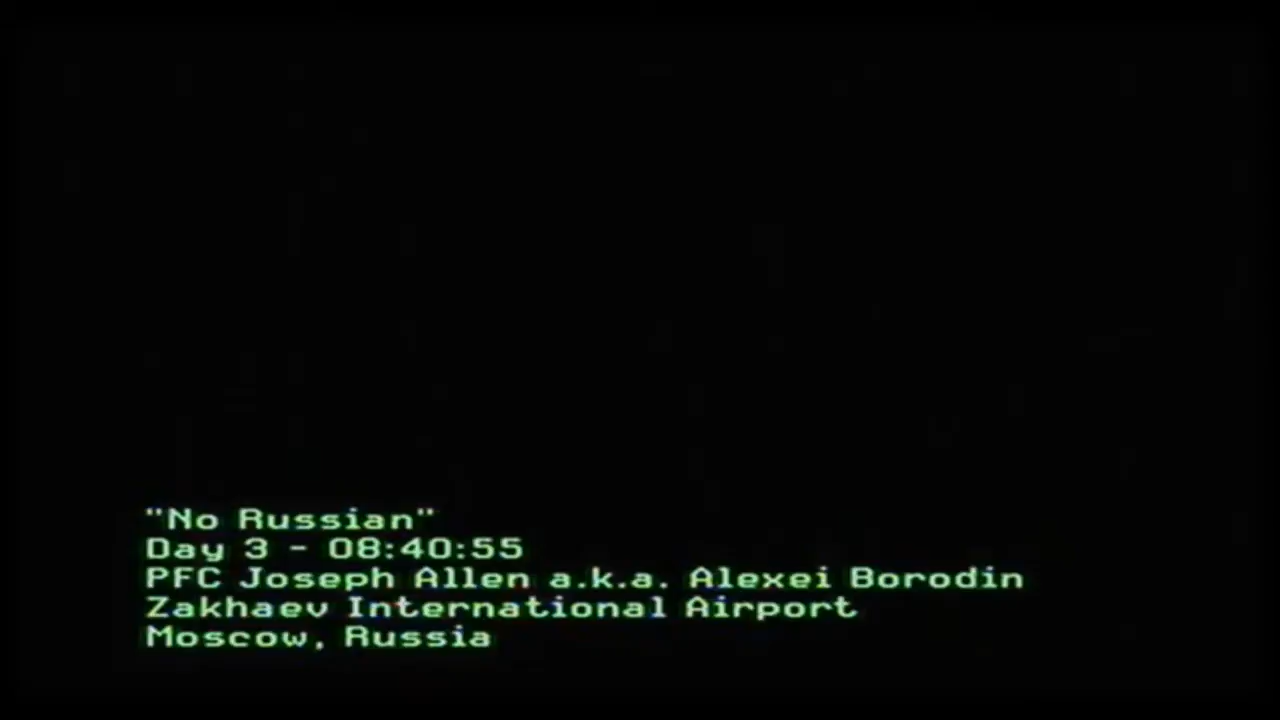 "No Russian"
Day 3 - 08:40:55
PFC Joseph Allen a.k.a. Alexei Borodin
Zakhaev International Airport
Moscow, Russia